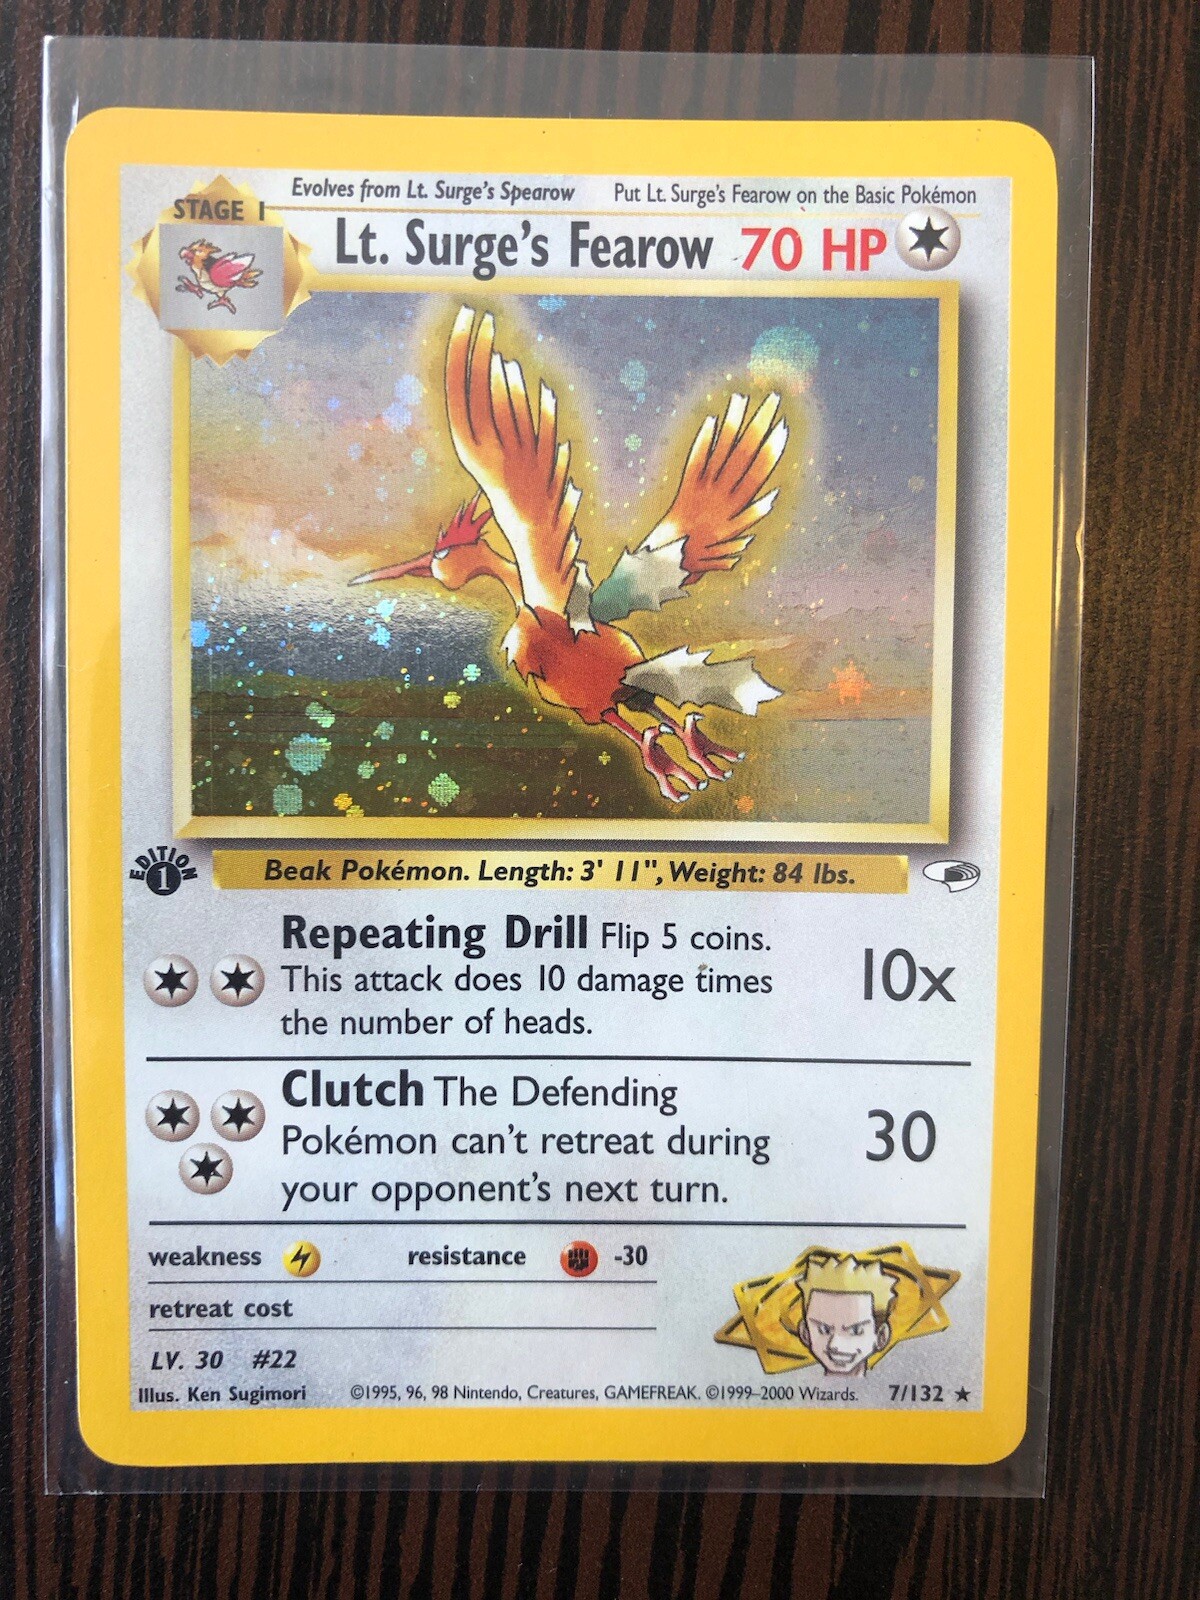 Evolves from Lt. Surge's Spearow Put Lt. Surge's Fearow on the Basic Pokémon
STAGE 1
Lt. Surge's Fearow 70 HP
EDITION
1
Beak Pokémon. Length: 3' 11", Weight: 84 lbs.
Repeating Drill Flip 5 coins.
This attack does 10 damage times
the number of heads.
10x
Clutch The Defending
Pokémon can't retreat during
your opponent's next turn.
30
weakness resistance -30
retreat cost
LV. 30 #22
Illus. Ken Sugimori ©1995, 96, 98 Nintendo, Creatures, GAMEFREAK. ©1999–2000 Wizards. 7/132 ★